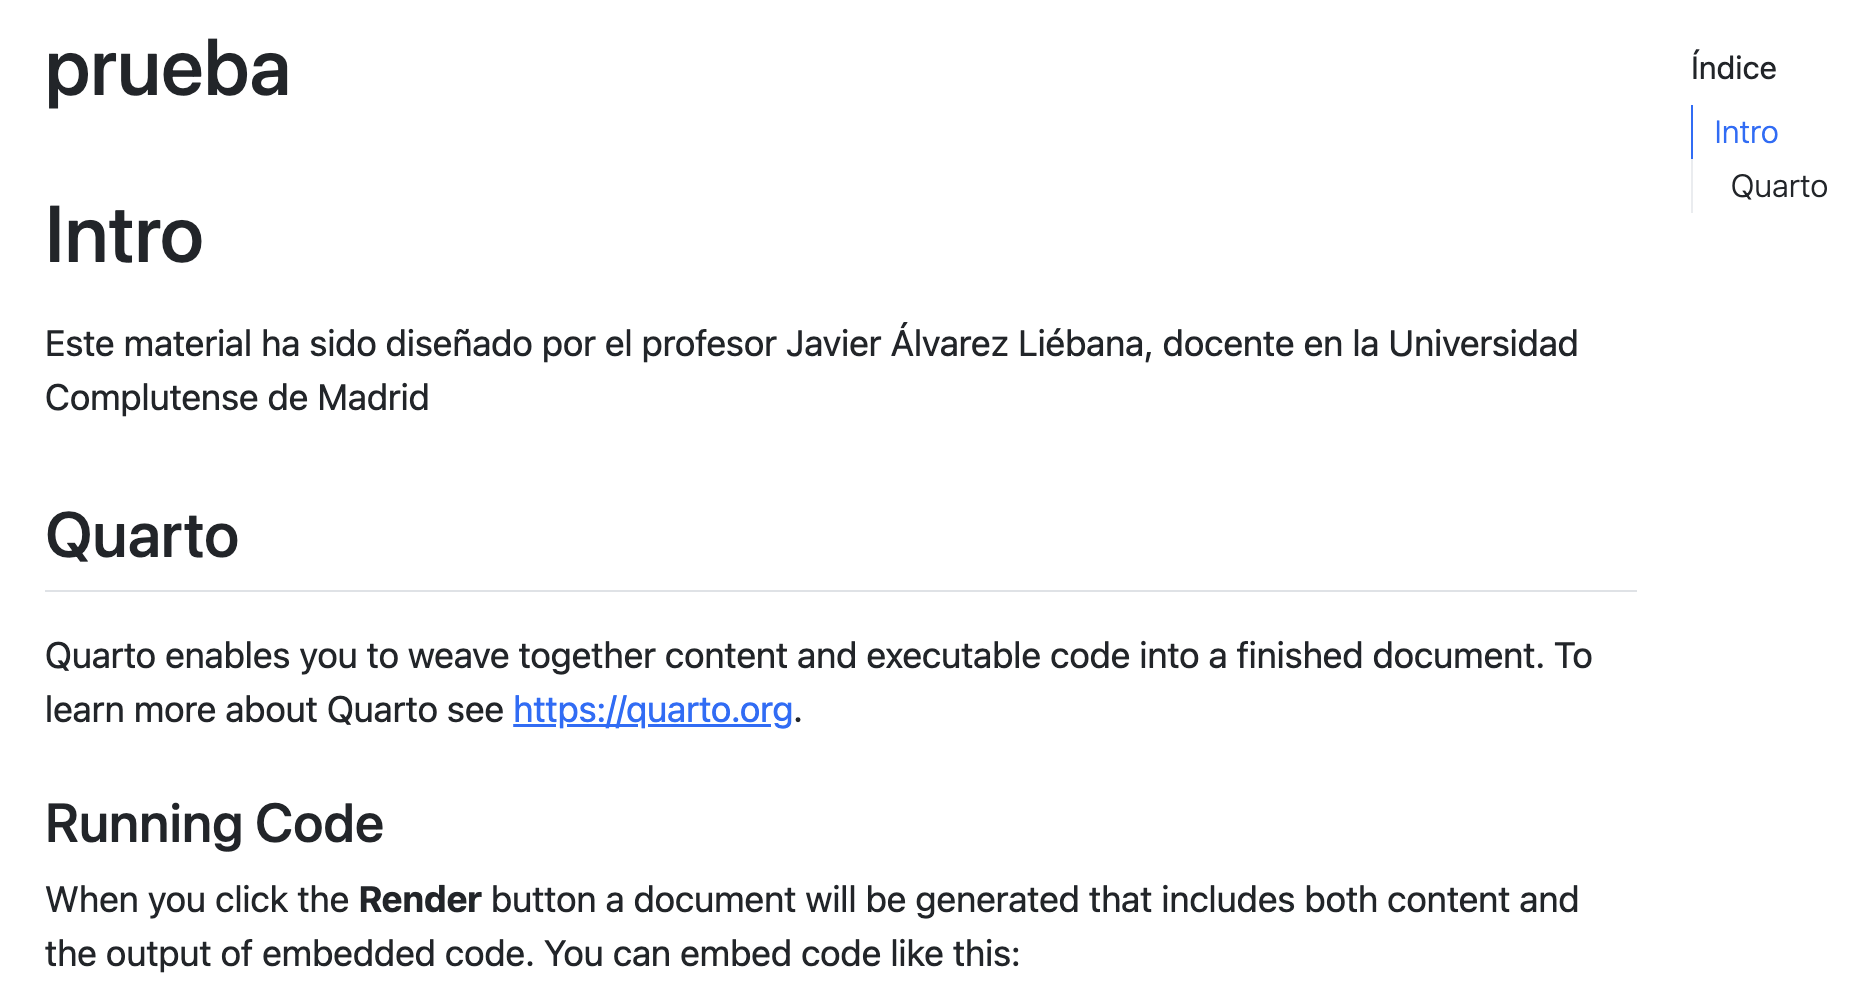 prueba
Índice
Intro
Quarto
Intro
Este material ha sido diseñado por el profesor Javier Álvarez Liébana, docente en la Universidad
Complutense de Madrid
Quarto
Quarto enables you to weave together content and executable code into a finished document. To
learn more about Quarto see https://quarto.org.
Running Code
When you click the Render button a document will be generated that includes both content and
the output of embedded code. You can embed code like this: